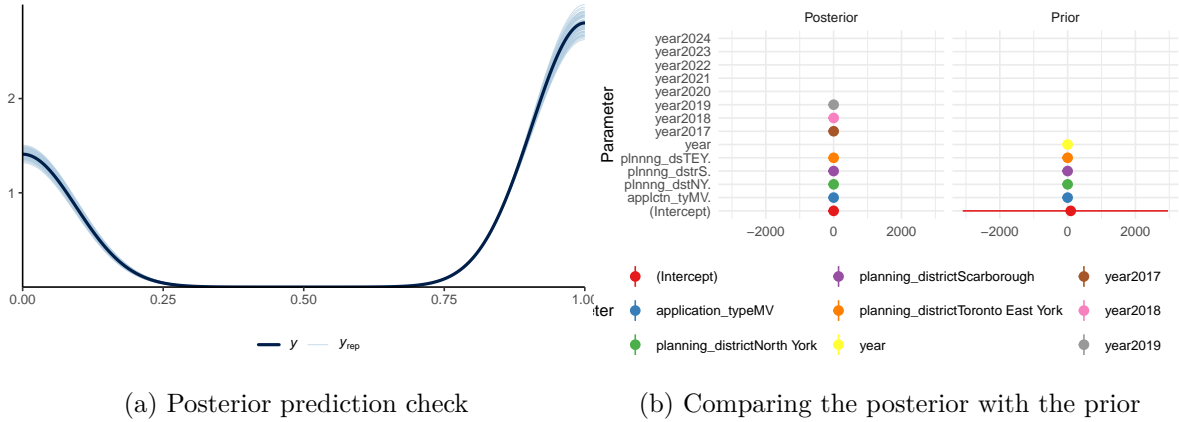 2
1
0.00 0.25 0.50 0.75 1.00
y yrep
(a) Posterior prediction check
Posterior Prior
Parameter
year2024
year2023
year2022
year2021
year2020
year2019
year2018
year2017
year
plnnng_dsTEY.
plnnng_dstrS.
plnnng_dstNY.
applctn_tyMV.
(Intercept)
−2000 0 2000 −2000 0 2000
eter
(Intercept) planning_districtScarborough year2017
application_typeMV planning_districtToronto East York year2018
planning_districtNorth York year year2019
(b) Comparing the posterior with the prior